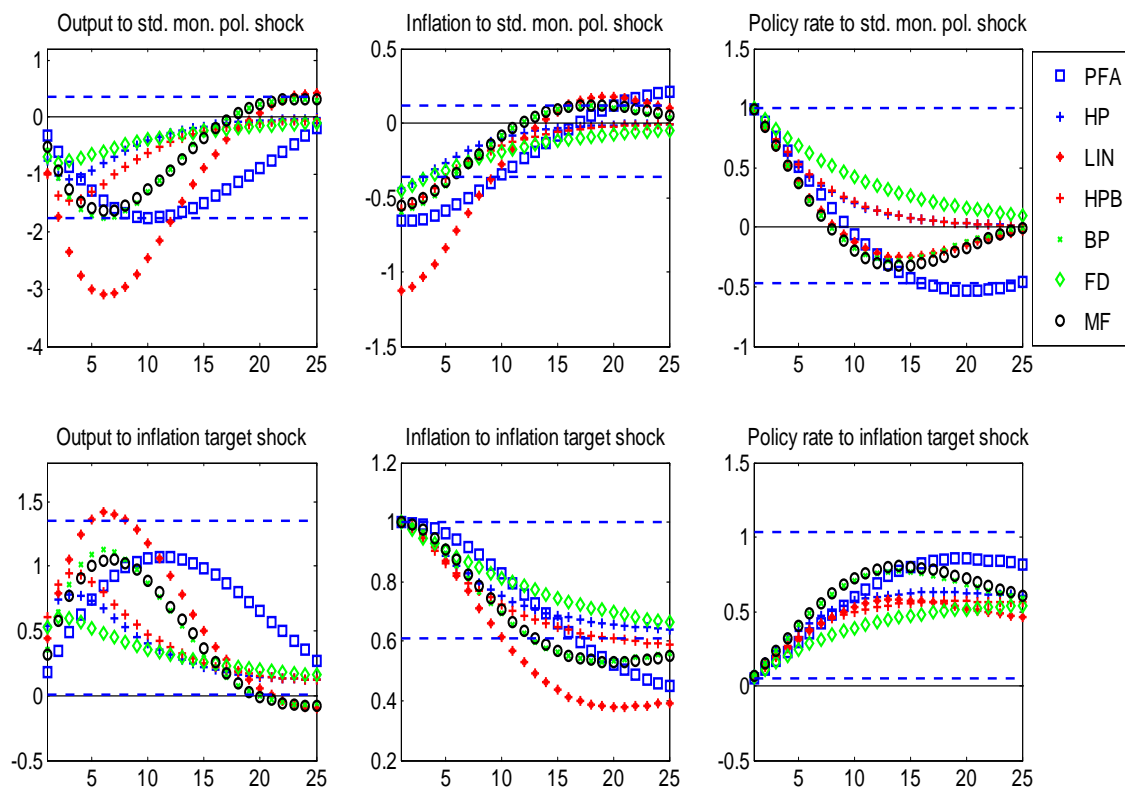 Output to std. mon. pol. shock
Inflation to std. mon. pol. shock
Policy rate to std. mon. pol. shock
1
0
-1
-2
-3
-4
5 10 15 20 25
0.5
0
-0.5
-1
-1.5
5 10 15 20 25
1.5
1
0.5
0
-0.5
-1
5 10 15 20 25
PFA
HP
LIN
HPB
BP
FD
MF
Output to inflation target shock
Inflation to inflation target shock
Policy rate to inflation target shock
1.5
1
0.5
0
-0.5
5 10 15 20 25
1.2
1
0.8
0.6
0.4
0.2
5 10 15 20 25
1.5
1
0.5
0
-0.5
5 10 15 20 25